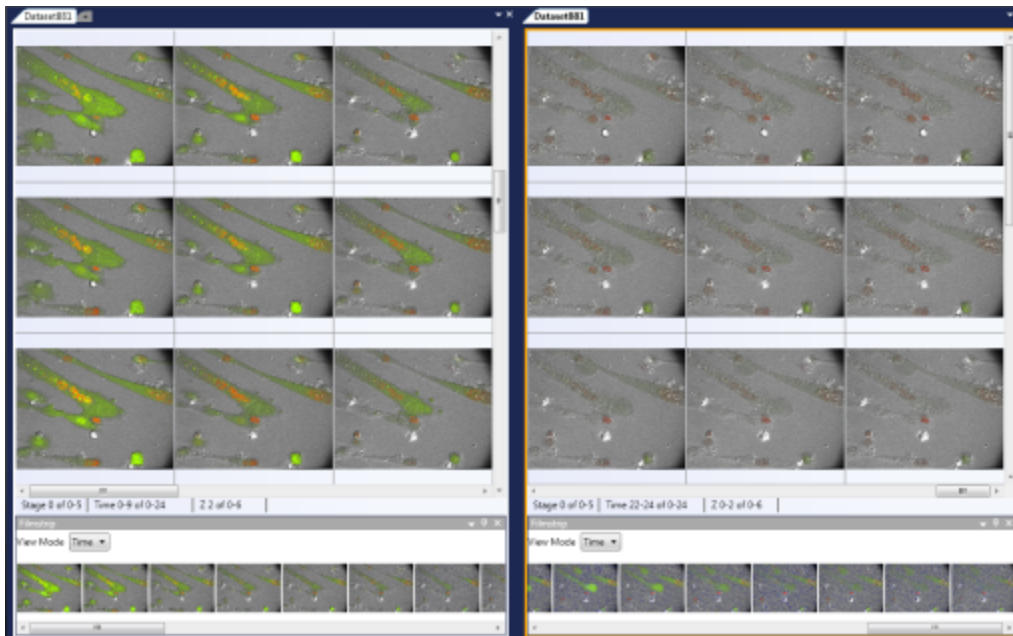 Dataset881
Dataset881
Stage 0 of 0-5 | Time 0-9 of 0-24 | Z 2 of 0-6
Stage 0 of 0-5 | Time 22-24 of 0-24 | Z 0-2 of 0-6
Filmstrip
Filmstrip
View Mode Time
View Mode Time